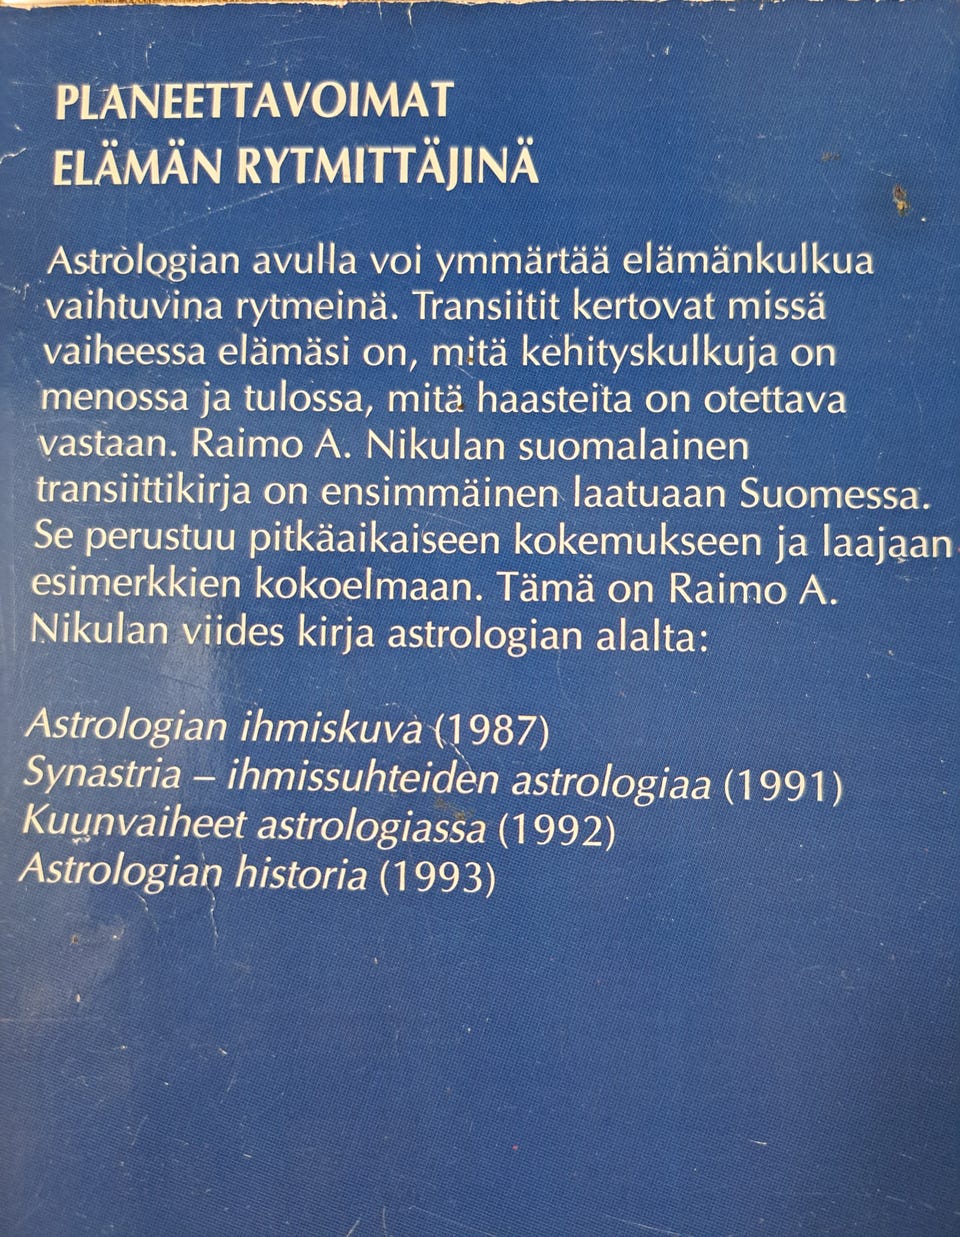 PLANEETTAVOIMAT
ELÄMÄN RYTMITTÄJINÄ
Astrologian avulla voi ymmärtää elämänkulkua
vaihtuvina rytmeinä. Transiitit kertovat missä
vaiheessa elämäsi on, mitä kehityskulkuja on
menossa ja tulossa, mitä haasteita on otettava
vastaan. Raimo A. Nikulan suomalainen
transiittikirja on ensimmäinen laatuaan Suomessa.
Se perustuu pitkäaikaiseen kokemukseen ja laajaan
esimerkkien kokoelmaan. Tämä on Raimo A.
Nikulan viides kirja astrologian alalta:
Astrologian ihmiskuva (1987)
Synastria – ihmissuhteiden astrologiaa (1991)
Kuunvaiheet astrologiassa (1992)
Astrologian historia (1993)